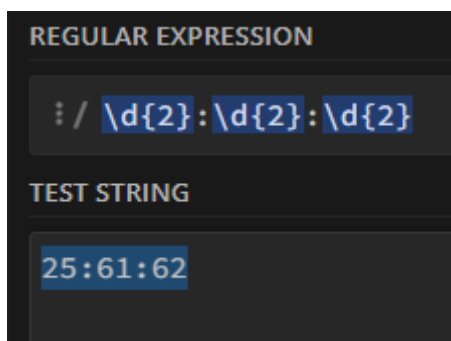 REGULAR EXPRESSION
⋮/ \d{2}:\d{2}:\d{2}
TEST STRING
25:61:62